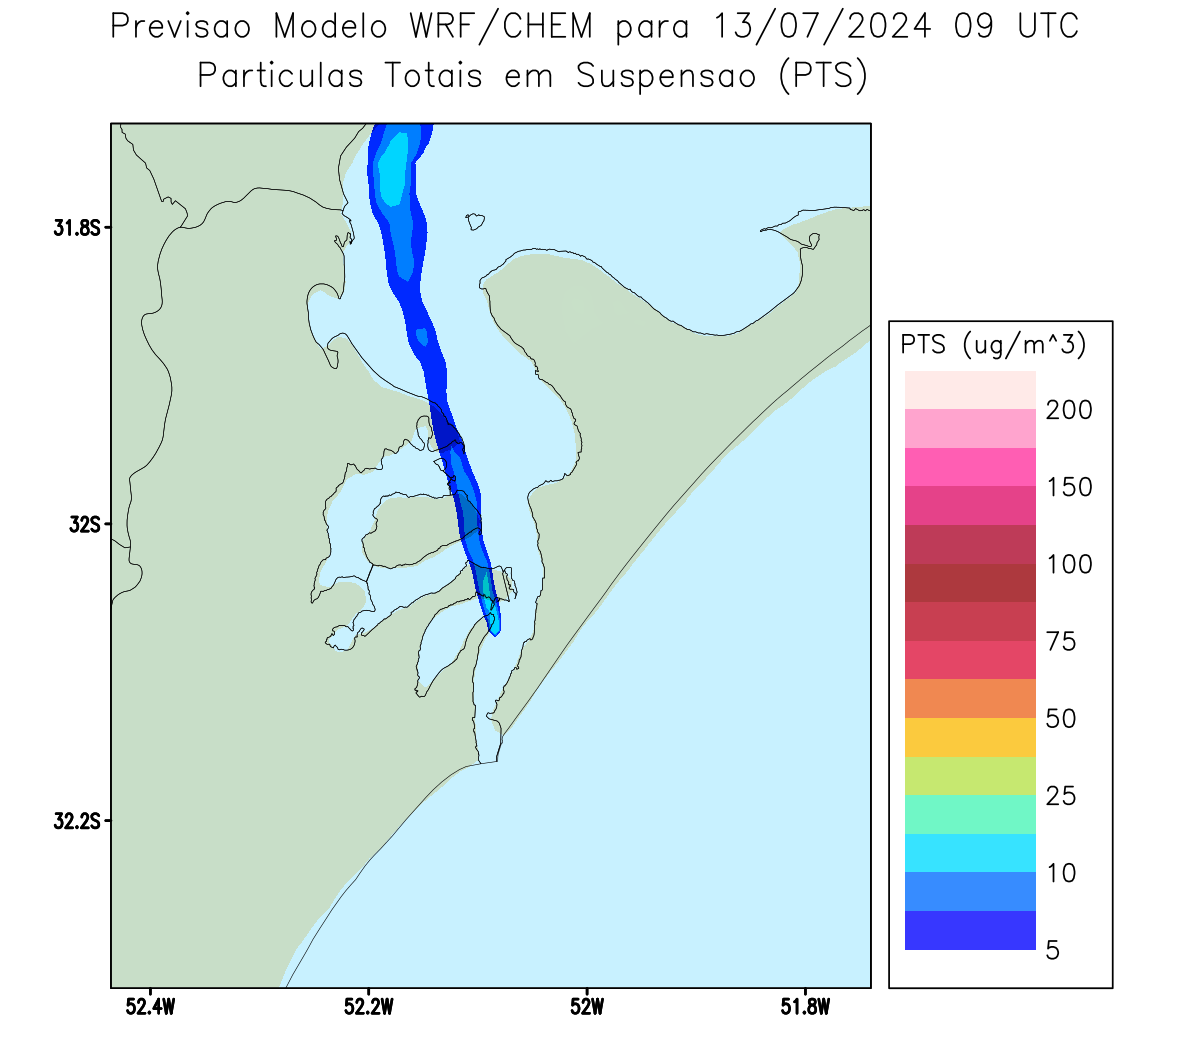 Previsao Modelo WRF/CHEM para 13/07/2024 09 UTC
Particulas Totais em Suspensao (PTS)
31.8S
32S
32.2S
52.4W
52.2W
52W
51.8W
PTS (ug/m^3)
200
150
100
75
50
25
10
5